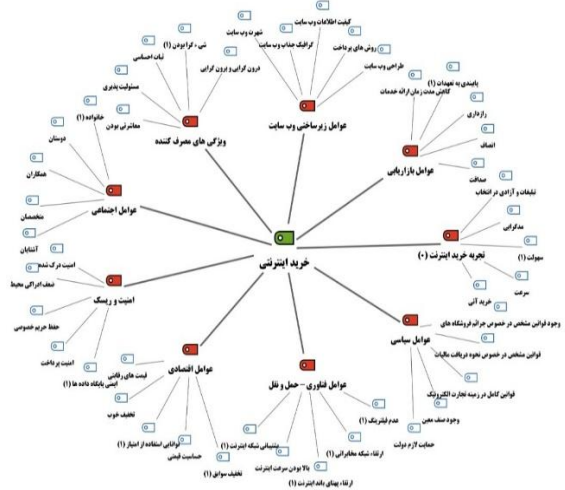 کیفیت اطلاعات وب سایت
شهرت وب سایت
گرافیک جذاب وب سایت
روش های پرداخت
طراحی وب سایت
عوامل زیرساختی وب سایت
شیء گرا بودن (۱)
ثبات احساسی
درون گرایی و برون گرایی
مسئولیت پذیری
معاشرتی بودن
ویژگی های مصرف کننده
پایبندی به تعهدات (۱)
کاهش مدت زمان ارائه خدمات
رازداری
انصاف
صداقت
عوامل بازاریابی
خانواده (۱)
دوستان
همکاران
متخصصان
آشنایان
عوامل اجتماعی
تبلیغات و آزادی در انتخاب
مدگرایی
سهولت (۱)
سرعت
خرید آنی
تجربه خرید اینترنت (۰)
خرید اینترنتی
امنیت درک شده
ضعف ادراکی محیط
حفظ حریم خصوصی
امنیت پرداخت
ایمنی پایگاه داده ها (۱)
امنیت و ریسک
وجود قوانین مشخص در خصوص جرائم فروشگاه های
قوانین مشخص در خصوص نحوه دریافت مالیات
قوانین کامل در زمینه تجارت الکترونیک
وجود صنف معین
حمایت لازم دولت
عوامل سیاسی
عوامل اقتصادی
قیمت های رقابتی
تخفیف خوب
توانایی استفاده از امتیاز (۱)
حساسیت قیمتی
تخفیف سوابق (۱)
عوامل فناوری - حمل و نقل
عدم فیلترینگ (۱)
ارتقاء شبکه مخابراتی (۱)
پشتیبانی شبکه اینترنت (۱)
بالا بودن سرعت اینترنت
ارتقاء پهنای باند اینترنت (۱)